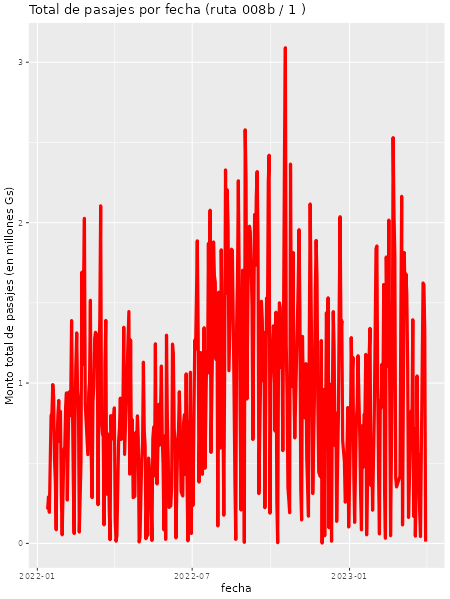 Total de pasajes por fecha (ruta 008b / 1 )
Monto total de pasajes (en millones Gs)
3
2
1
0
2022-01
2022-07
2023-01
fecha